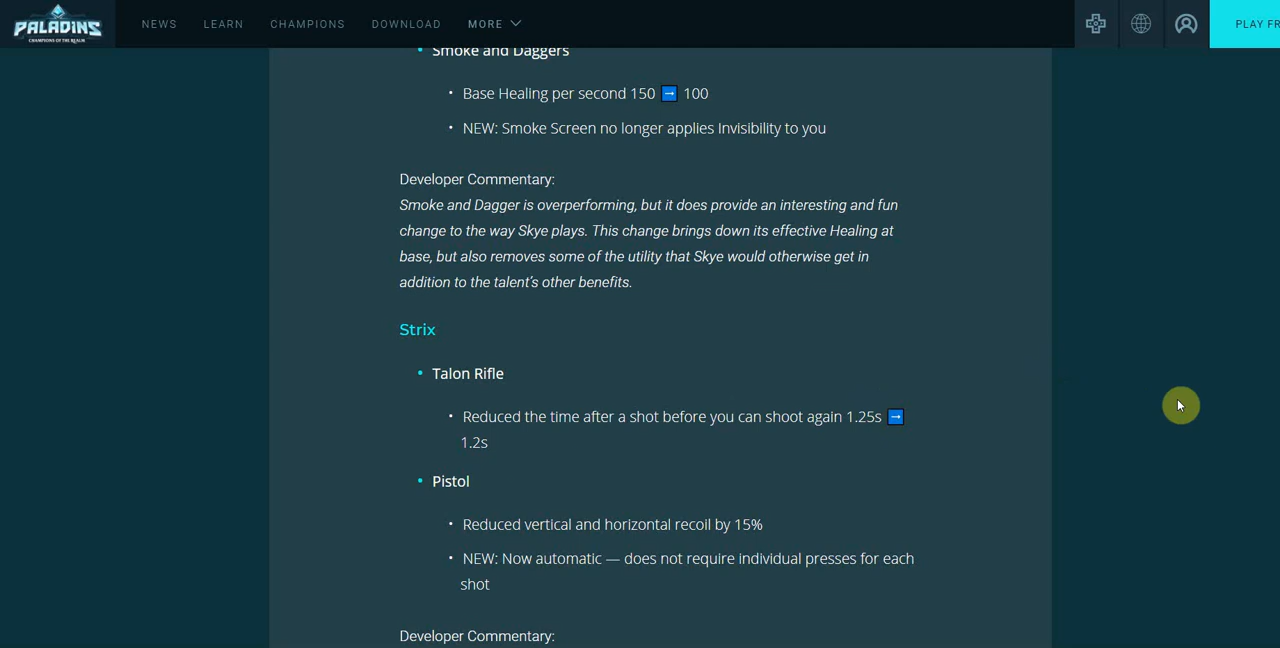 PALADINS
CHAMPIONS OF THE REALM
NEWS LEARN CHAMPIONS DOWNLOAD MORE
PLAY FR
• Smoke and Daggers
• Base Healing per second 150 → 100
• NEW: Smoke Screen no longer applies Invisibility to you
Developer Commentary:
Smoke and Dagger is overperforming, but it does provide an interesting and fun
change to the way Skye plays. This change brings down its effective Healing at
base, but also removes some of the utility that Skye would otherwise get in
addition to the talent's other benefits.
Strix
• Talon Rifle
• Reduced the time after a shot before you can shoot again 1.25s →
1.2s
• Pistol
• Reduced vertical and horizontal recoil by 15%
• NEW: Now automatic — does not require individual presses for each
shot
Developer Commentary: